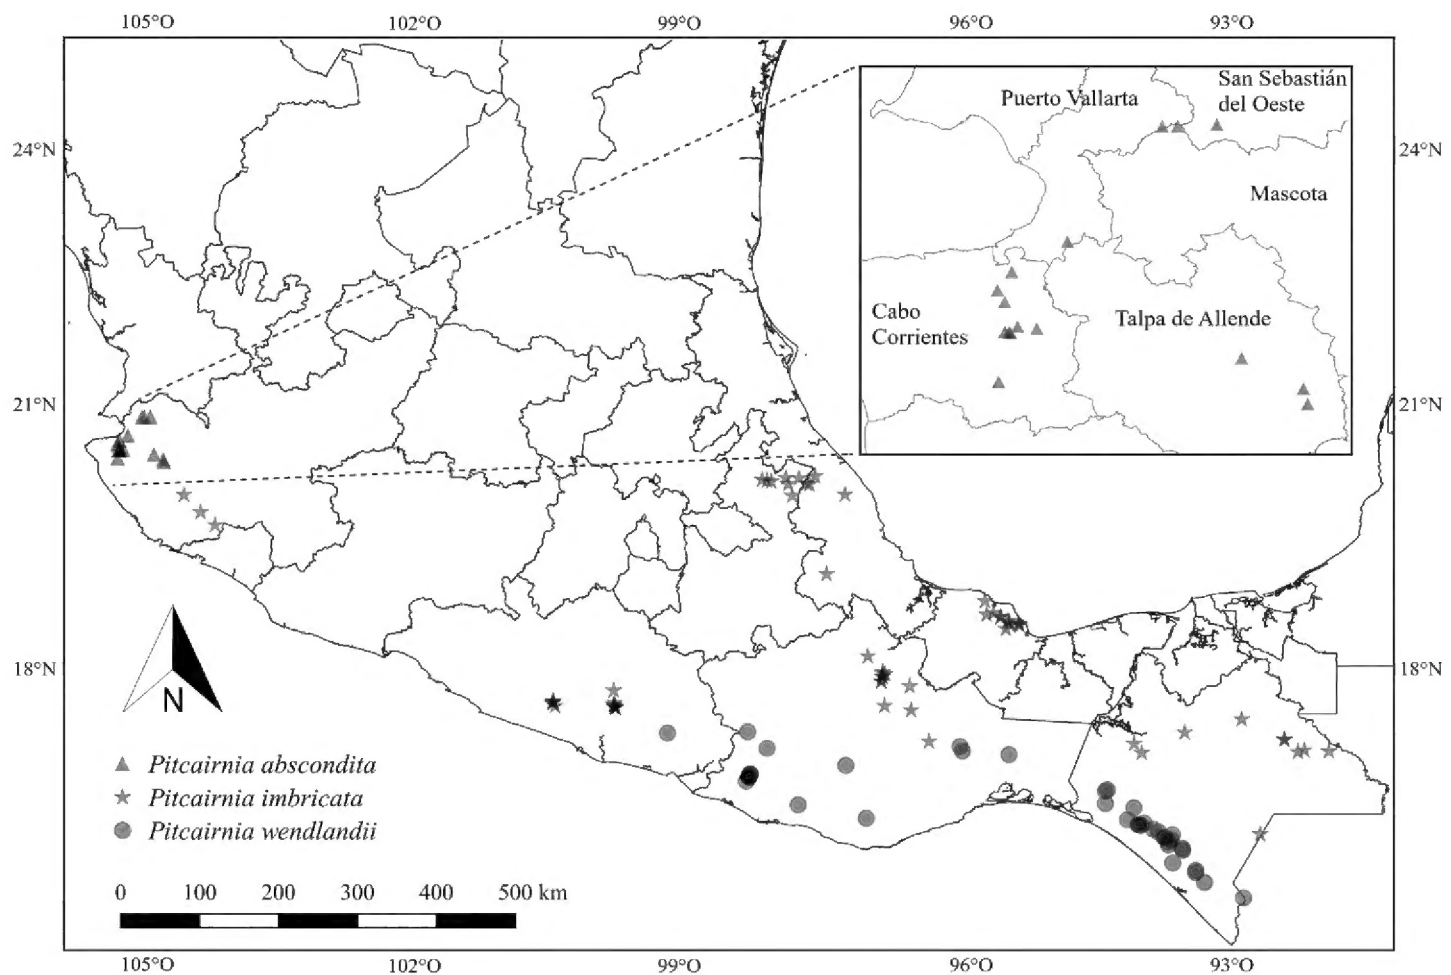 105°O 102°O 99°O 96°O 93°O
San Sebastián
del Oeste
Puerto Vallarta
24°N 24°N
Mascota
Cabo
Corrientes
Talpa de Allende
21°N 21°N
18°N 18°N
N
Pitcairnia abscondita
Pitcairnia imbricata
Pitcairnia wendlandii
0 100 200 300 400 500 km
105°O 102°O 99°O 96°O 93°O